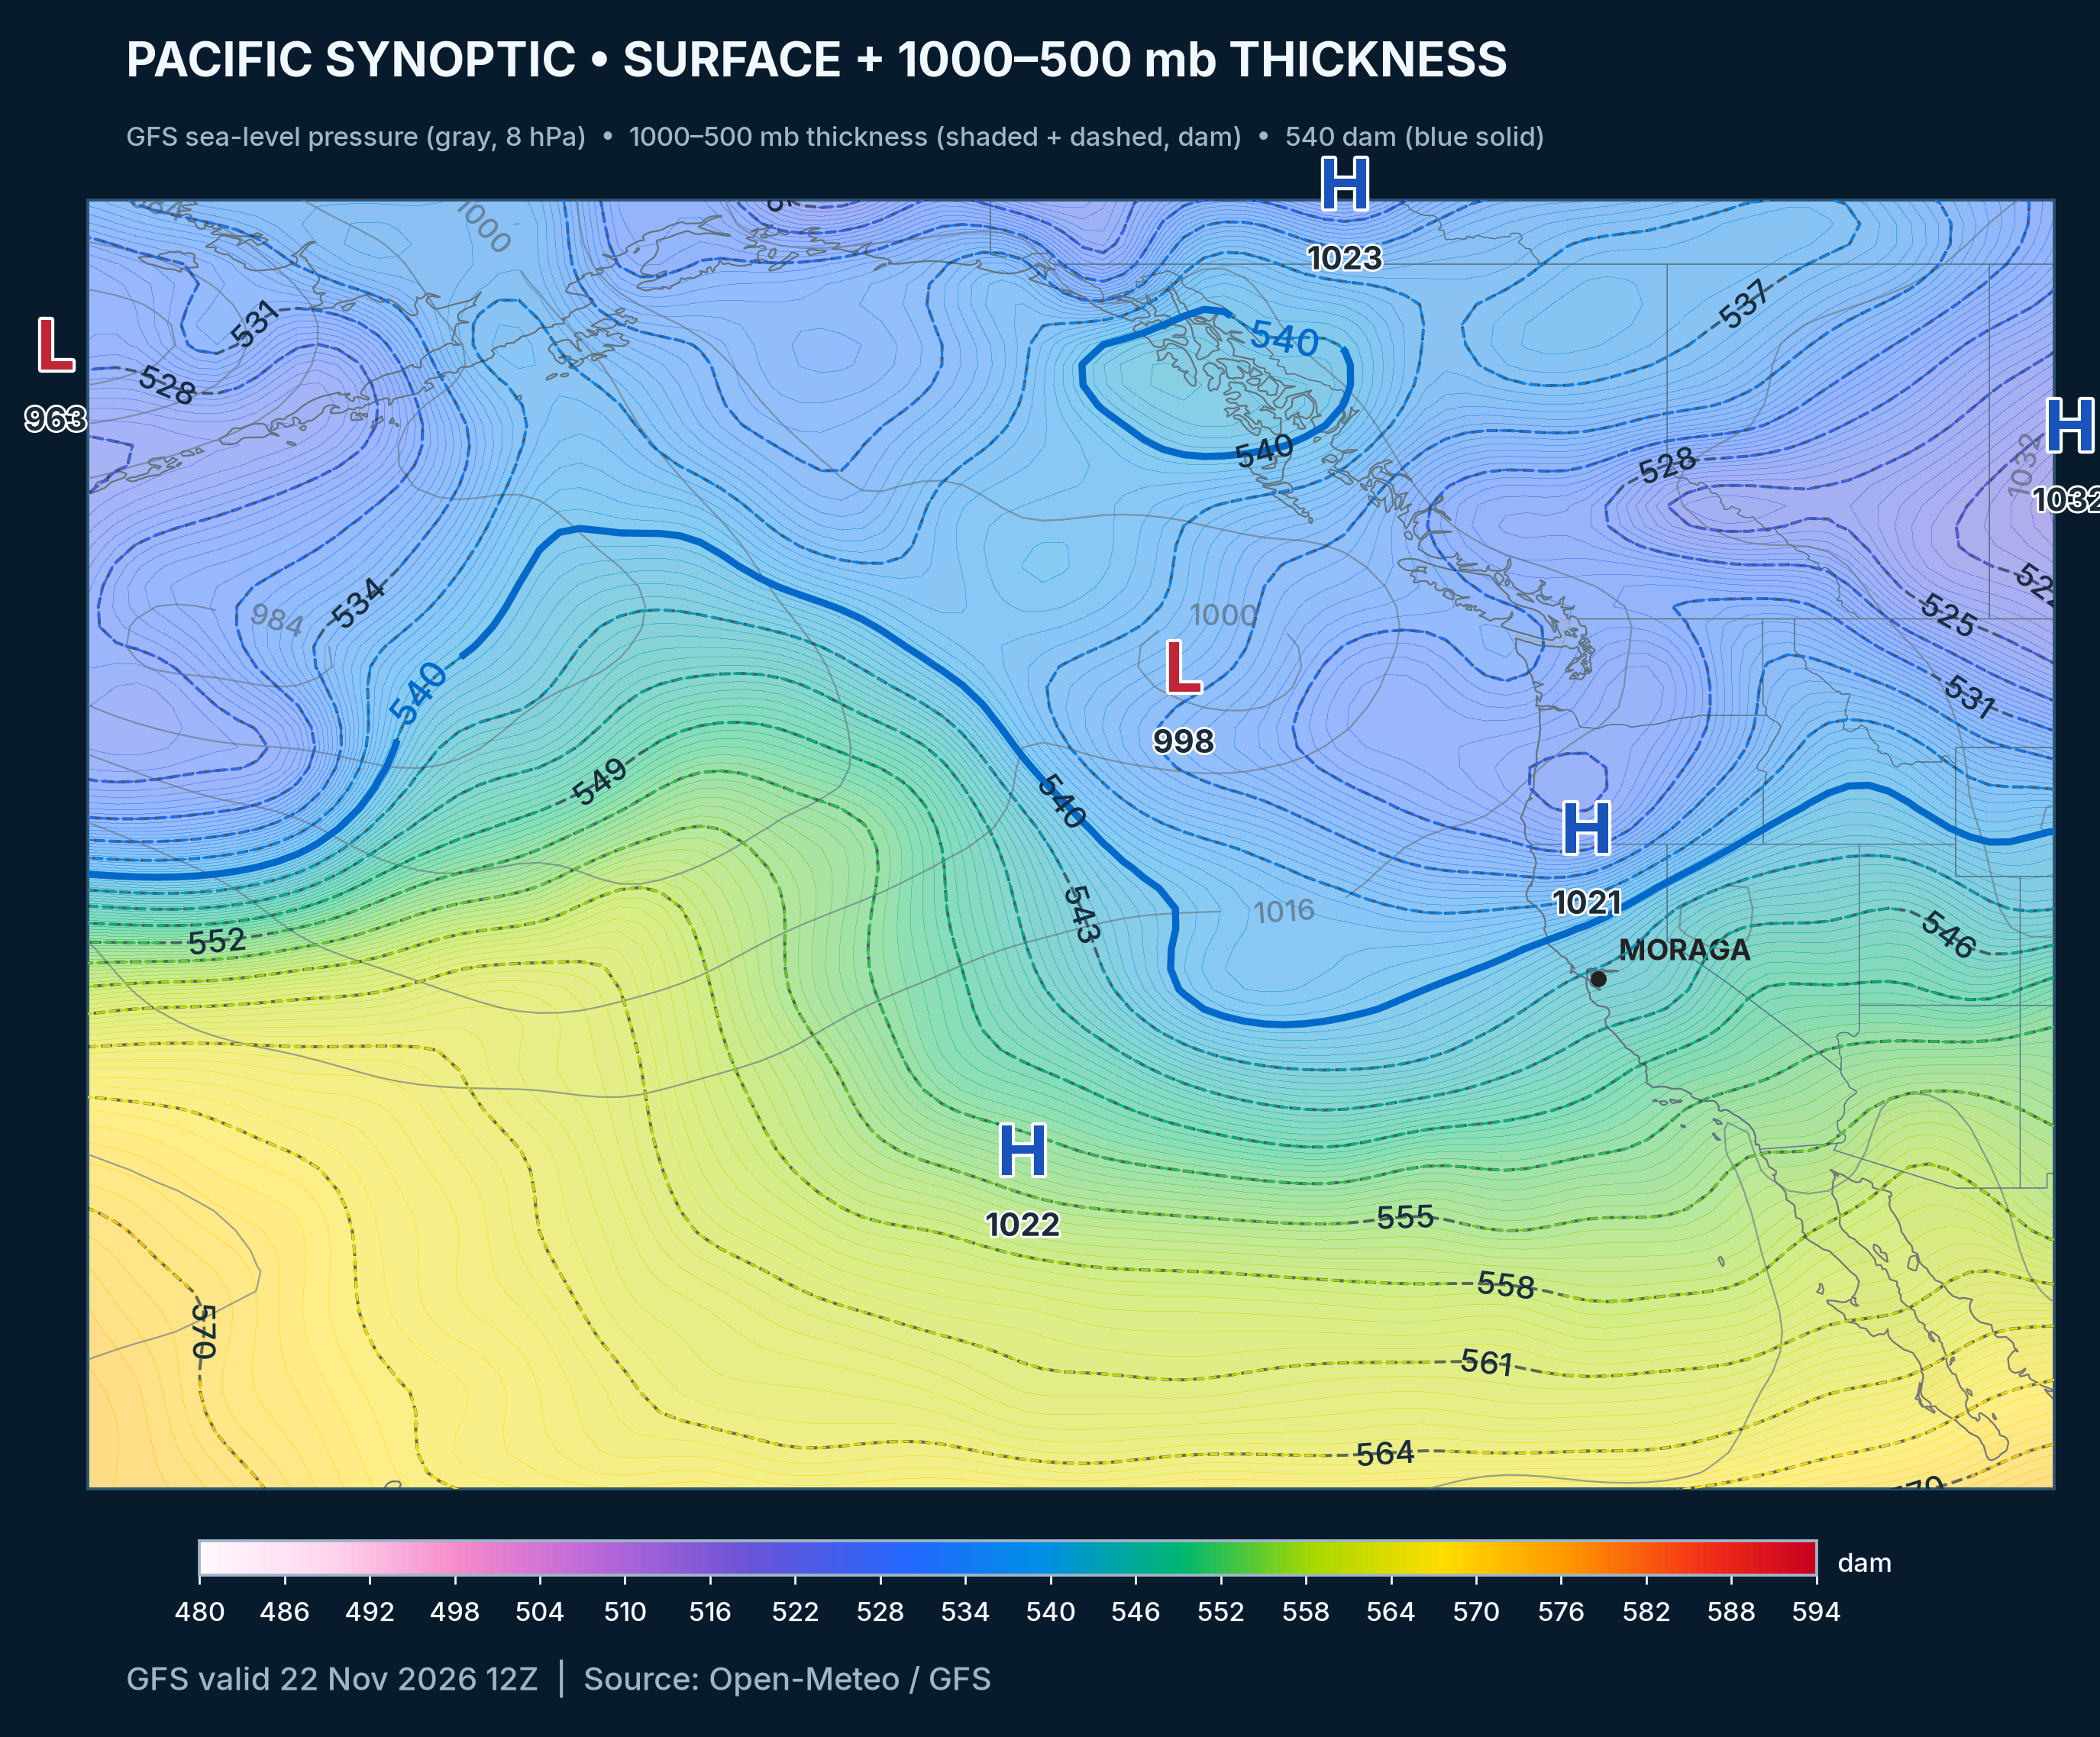 PACIFIC SYNOPTIC • SURFACE + 1000–500 mb THICKNESS
GFS sea-level pressure (gray, 8 hPa) • 1000–500 mb thickness (shaded + dashed, dam) • 540 dam (blue solid)
H
1023
984
1000
531
537
L
963
528
540
540
H
1032
1032
528
534
984
1000
525
L
998
540
531
549
540
H
1021
552
543
1016
546
MORAGA
H
1022
555
558
570
561
564
dam
480 486 492 498 504 510 516 522 528 534 540 546 552 558 564 570 576 582 588 594
GFS valid 22 Nov 2026 12Z | Source: Open-Meteo / GFS